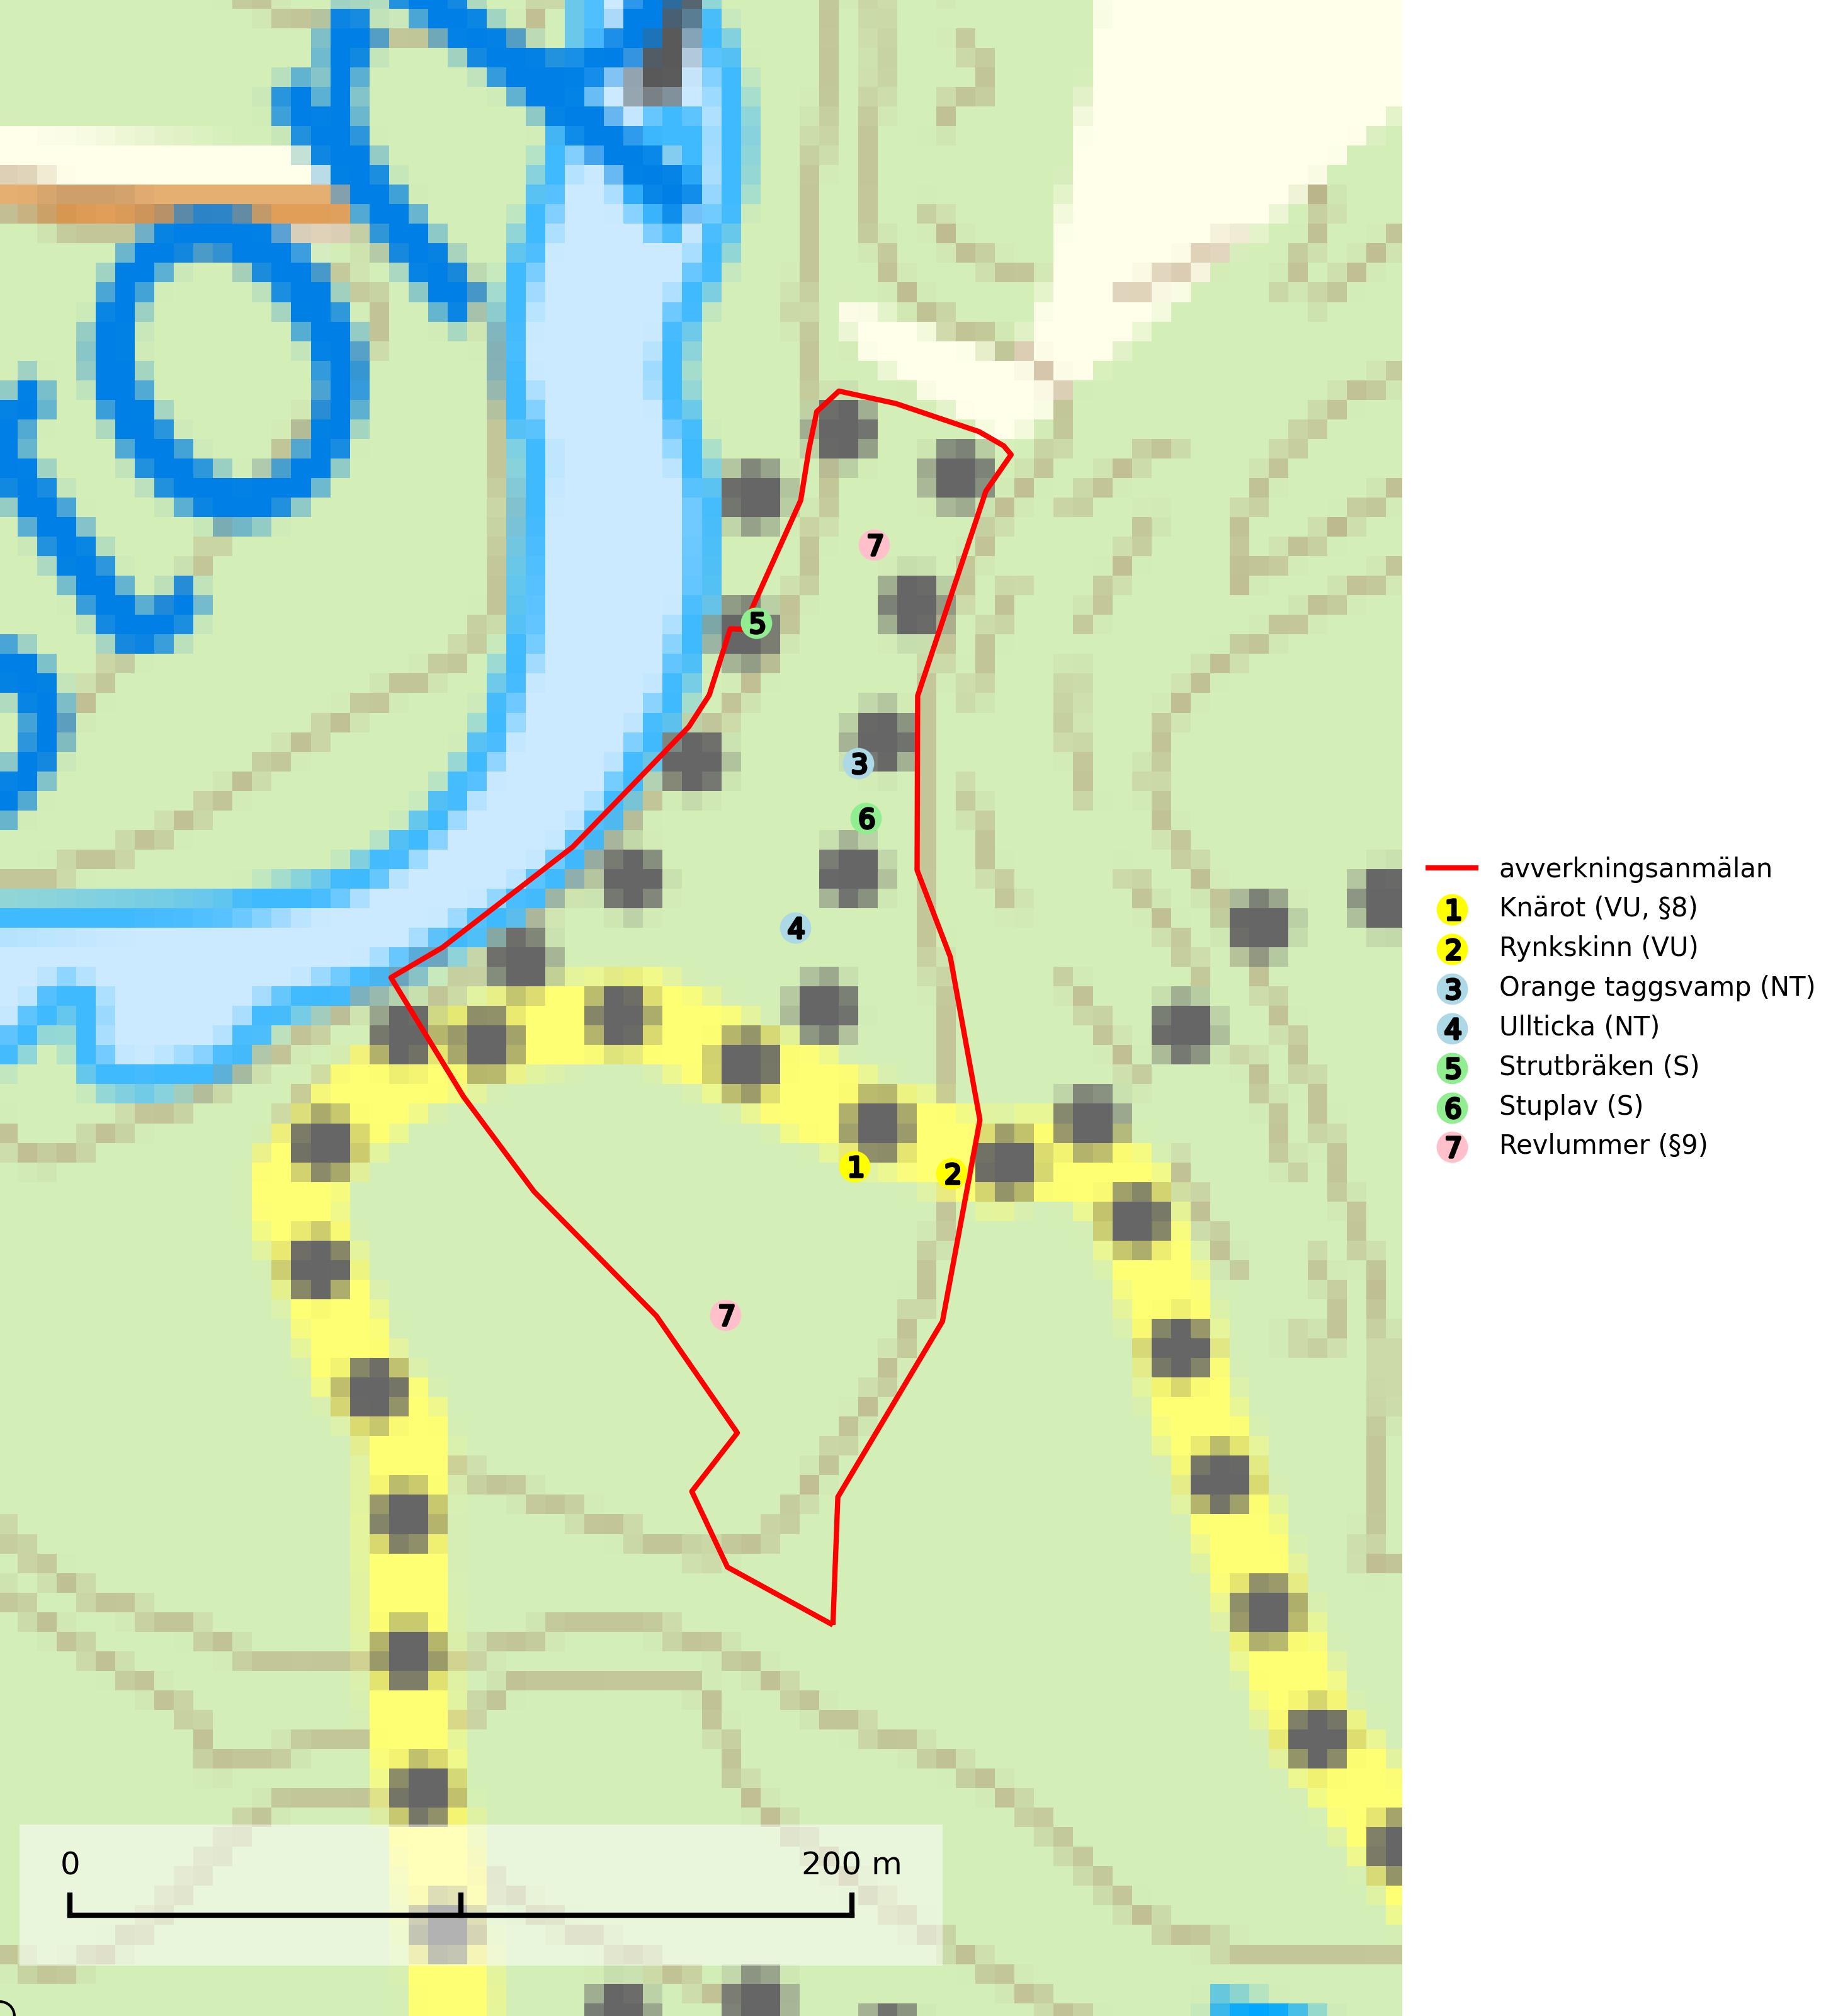 7
5
3
6
4
1
2
7
avverkningsanmälan
1 Knärot (VU, §8)
2 Rynkskinn (VU)
3 Orange taggsvamp (NT)
4 Ullticka (NT)
5 Strutbräken (S)
6 Stuplav (S)
7 Revlummer (§9)
0 200 m